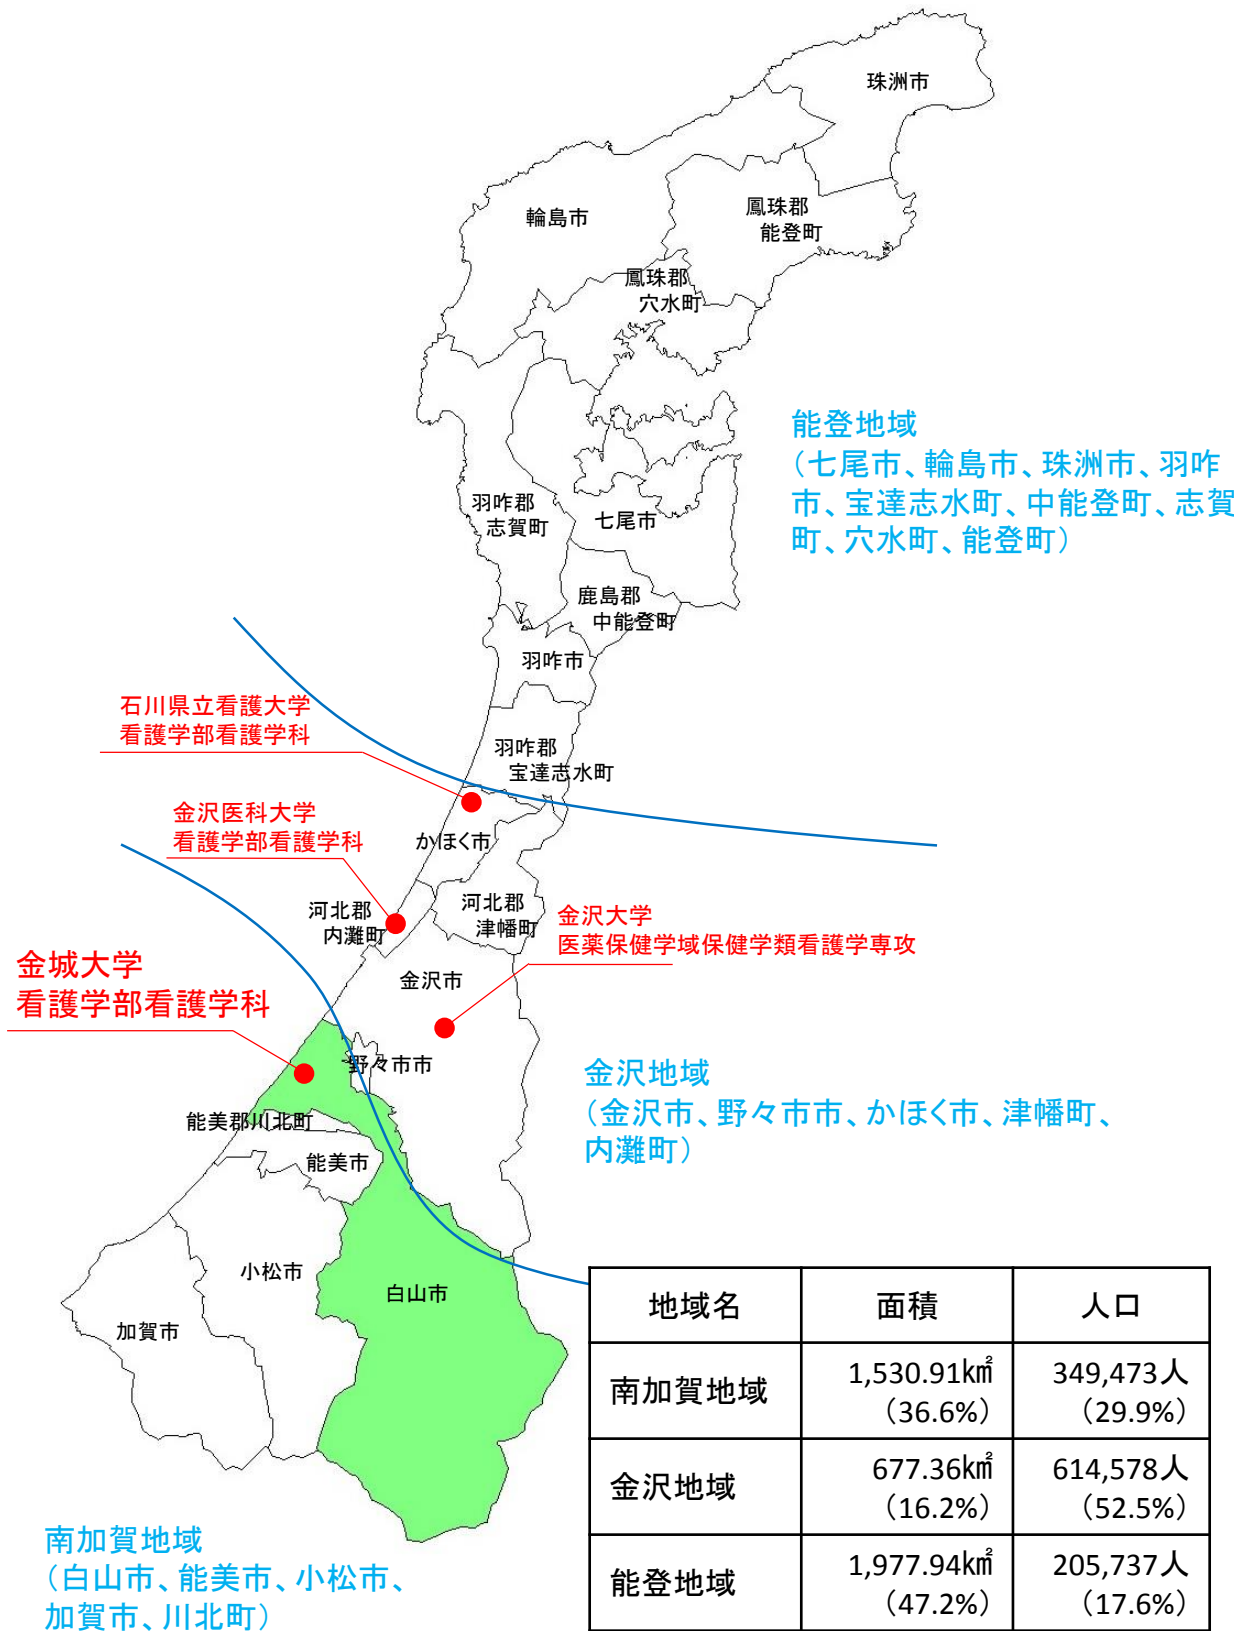 珠洲市
輪島市
鳳珠郡
能登町
鳳珠郡
穴水町
能登地域
（七尾市、輪島市、珠洲市、羽咋
市、宝達志水町、中能登町、志賀
町、穴水町、能登町）
羽咋郡
志賀町
七尾市
鹿島郡
中能登町
羽咋市
石川県立看護大学
看護学部看護学科
羽咋郡
宝達志水町
金沢医科大学
看護学部看護学科
かほく市
河北郡
内灘町
河北郡
津幡町
金沢大学
医薬保健学域保健学類看護学専攻
金城大学
看護学部看護学科
金沢市
野々市市
金沢地域
（金沢市、野々市市、かほく市、津幡町、
内灘町）
能美郡川北町
能美市
小松市
白山市
加賀市
南加賀地域
（白山市、能美市、小松市、
加賀市、川北町）
地域名 面積 人口
南加賀地域 1,530.91㎢ 349,473人
（36.6%） （29.9%）
金沢地域 677.36㎢ 614,578人
（16.2%） （52.5%）
能登地域 1,977.94㎢ 205,737人
（47.2%） （17.6%）